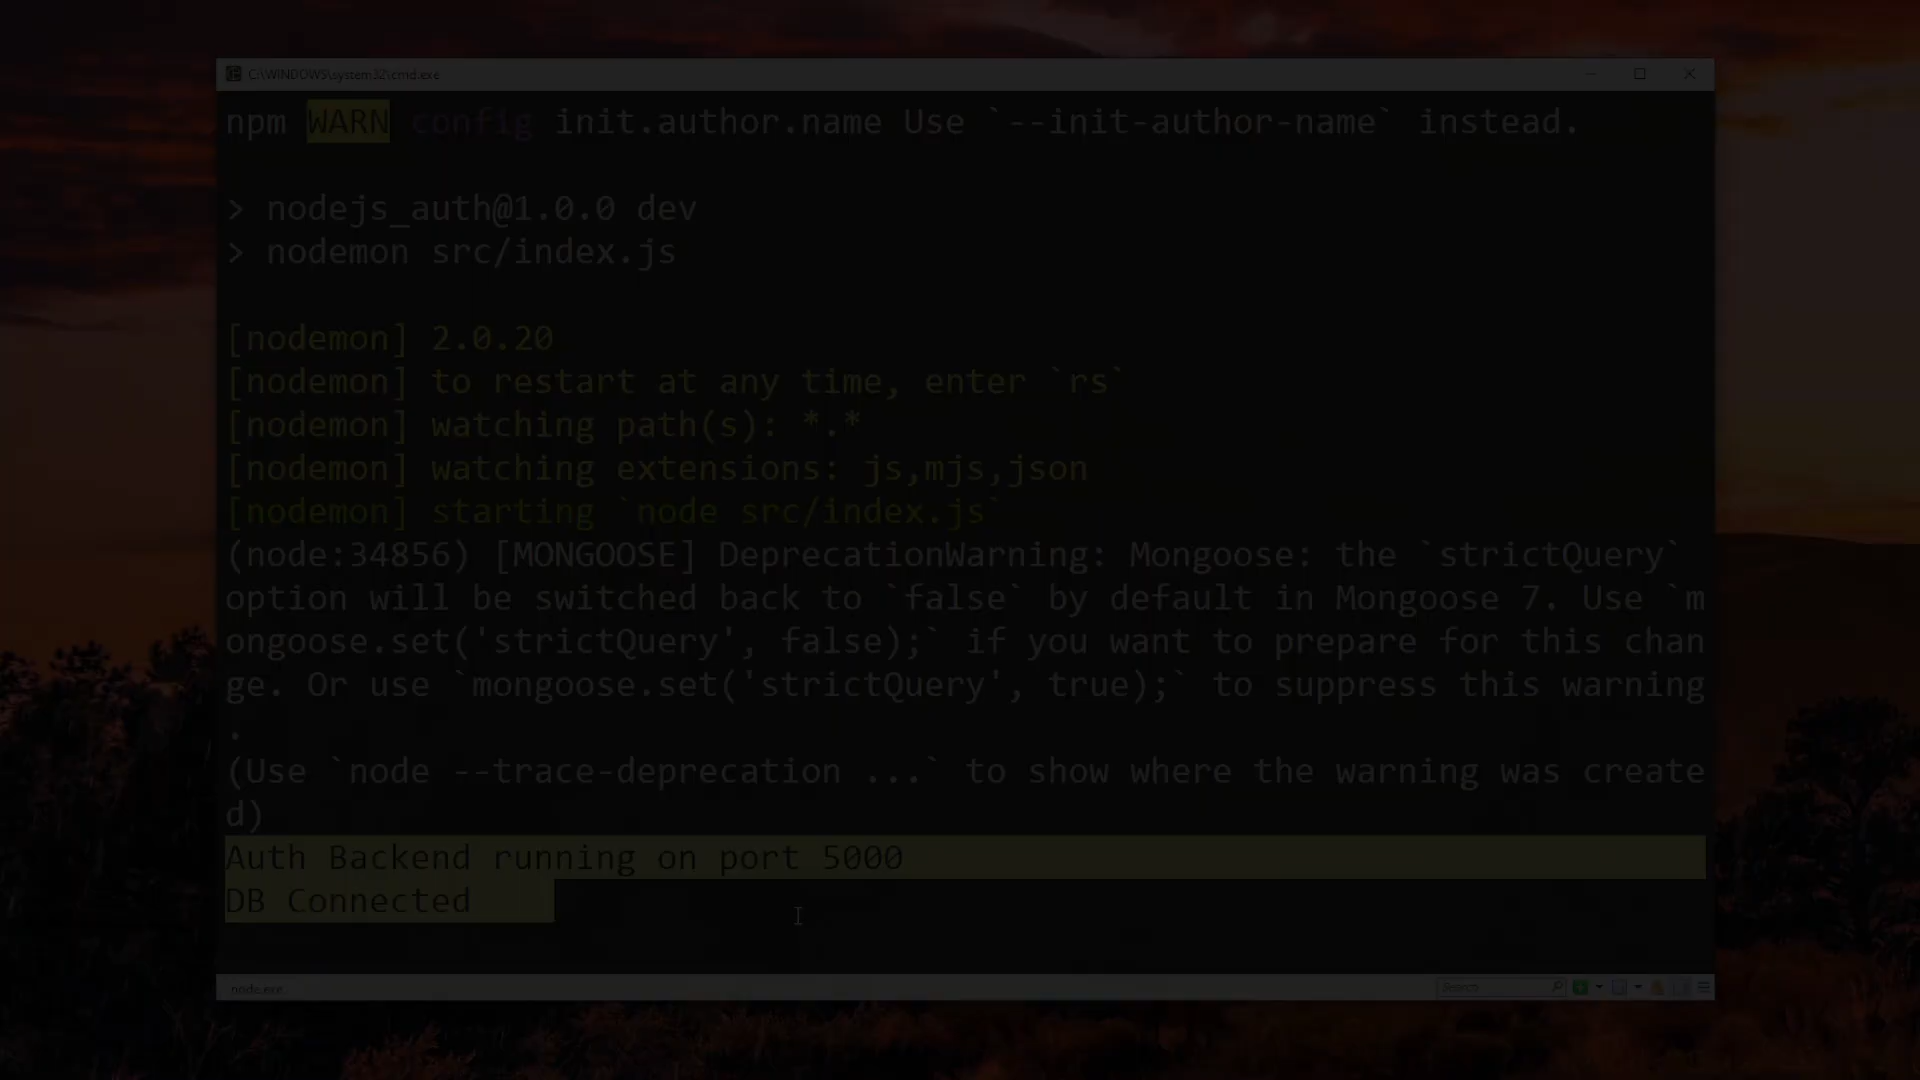 C:\WINDOWS\system32\cmd.exe
npm WARN config init.author.name Use `--init-author-name` instead.
> nodejs_auth@1.0.0 dev
> nodemon src/index.js
[nodemon] 2.0.20
[nodemon] to restart at any time, enter `rs`
[nodemon] watching path(s): *.*
[nodemon] watching extensions: js,mjs,json
[nodemon] starting `node src/index.js`
(node:34856) [MONGOOSE] DeprecationWarning: Mongoose: the `strictQuery`
option will be switched back to `false` by default in Mongoose 7. Use `m
ongoose.set('strictQuery', false);` if you want to prepare for this chan
ge. Or use `mongoose.set('strictQuery', true);` to suppress this warning
.
(Use `node --trace-deprecation ...` to show where the warning was create
d)
Auth Backend running on port 5000
DB Connected
node.exe
Search